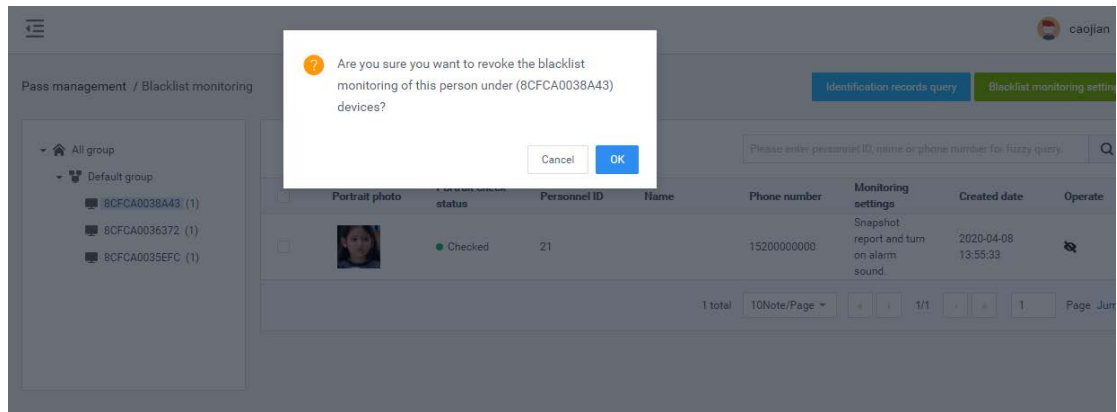 caojian
Are you sure you want to revoke the blacklist
monitoring of this person under (8CFCA0038A43)
devices?
Cancel OK
Pass management / Blacklist monitoring
Identification records query
Blacklist monitoring setting
All group
Default group
8CFCA0038A43 (1)
8CFCA0036372 (1)
8CFCA0035EFC (1)
Please enter personnel ID, name or phone number for fuzzy query.
Portrait photo
Portrait check
status
Personnel ID
Name
Phone number
Monitoring
settings
Created date
Operate
Checked
21
15200000000
Snapshot
report and turn
on alarm
sound.
2020-04-08
13:55:33
1 total
10Note/Page
1/1
1
Page